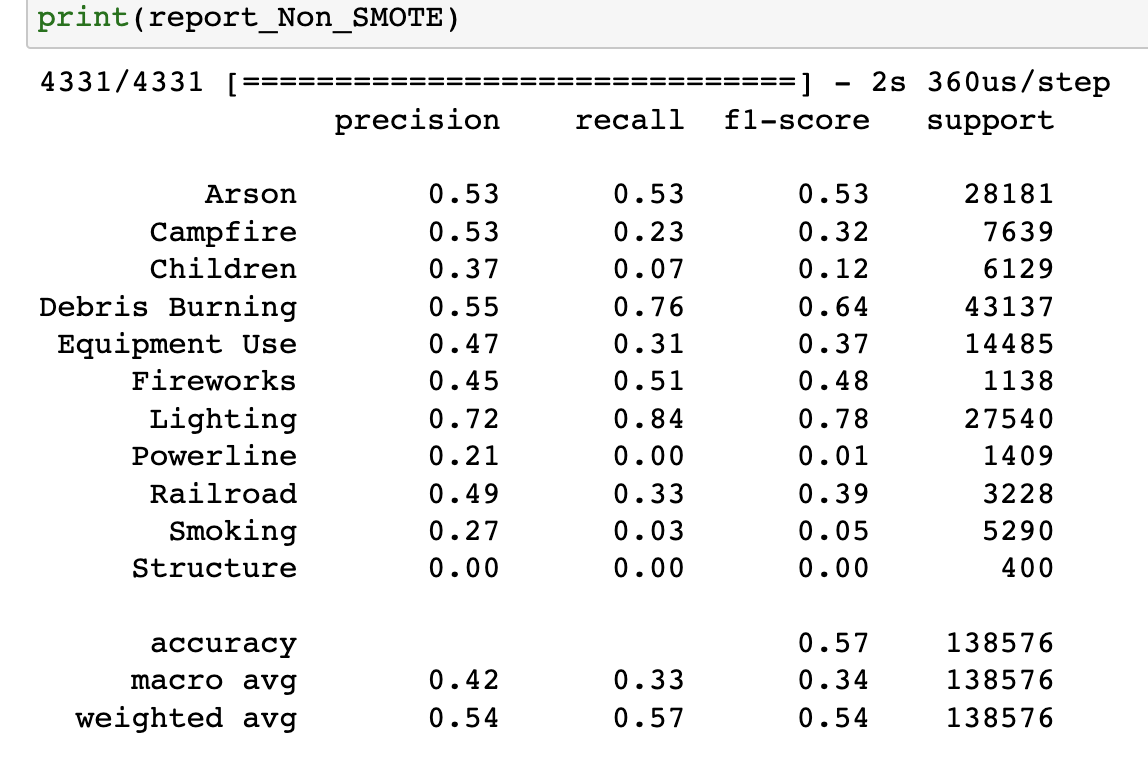 print(report_Non_SMOTE)
4331/4331 [==============================] - 2s 360us/step
precision recall f1-score support
Arson 0.53 0.53 0.53 28181
Campfire 0.53 0.23 0.32 7639
Children 0.37 0.07 0.12 6129
Debris Burning 0.55 0.76 0.64 43137
Equipment Use 0.47 0.31 0.37 14485
Fireworks 0.45 0.51 0.48 1138
Lighting 0.72 0.84 0.78 27540
Powerline 0.21 0.00 0.01 1409
Railroad 0.49 0.33 0.39 3228
Smoking 0.27 0.03 0.05 5290
Structure 0.00 0.00 0.00 400
accuracy 0.57 138576
macro avg 0.42 0.33 0.34 138576
weighted avg 0.54 0.57 0.54 138576